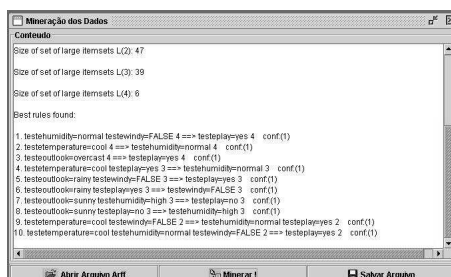 Mineração dos Dados
Conteudo
Size of set of large itemsets L(2): 47
Size of set of large itemsets L(3): 39
Size of set of large itemsets L(4): 6
Best rules found:
1. testehumidity=normal testewindy=FALSE 4 ==> testeplay=yes 4 conf:(1)
2. testetemperature=cool 4 ==> testehumidity=normal 4 conf:(1)
3. testeoutlook=overcast 4 ==> testeplay=yes 4 conf:(1)
4. testetemperature=cool testeplay=yes 3 ==> testehumidity=normal 3 conf:(1)
5. testeoutlook=rainy testewindy=FALSE 3 ==> testeplay=yes 3 conf:(1)
6. testeoutlook=rainy testeplay=yes 3 ==> testewindy=FALSE 3 conf:(1)
7. testeoutlook=sunny testehumidity=high 3 ==> testeplay=no 3 conf:(1)
8. testeoutlook=sunny testeplay=no 3 ==> testehumidity=high 3 conf:(1)
9. testetemperature=cool testewindy=FALSE 2 ==> testehumidity=normal testeplay=yes 2 conf:(1)
10. testetemperature=cool testehumidity=normal testewindy=FALSE 2 ==> testeplay=yes 2 conf:(1)
Abrir Arquivo Arff Minerar ! Salvar Arquivo